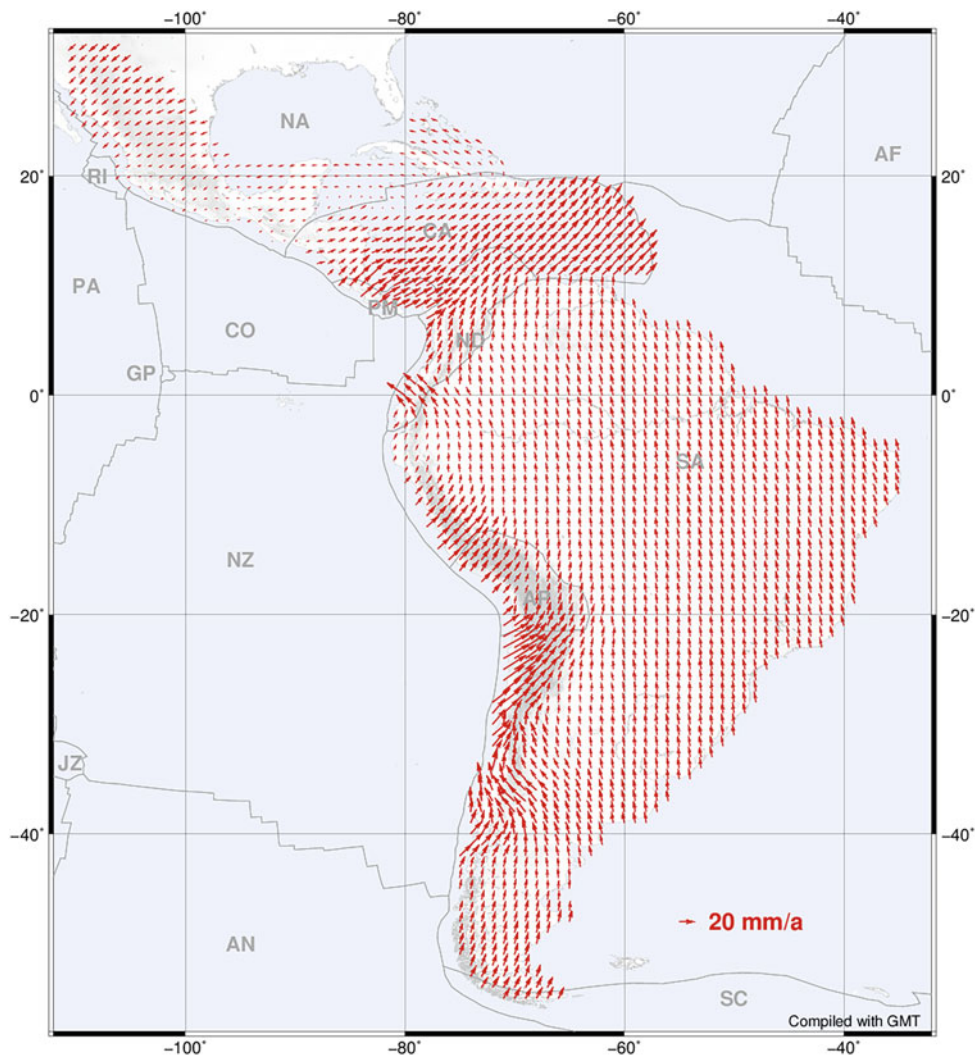 −100˚ −80˚ −60˚ −40˚
NA
AF
20˚ RI 20˚
CA
PA
PM
CO ND
GP
0˚ 0˚
SA
NZ
AP
−20˚ −20˚
JZ
−40˚ −40˚
20 mm/a
AN
SC
Compiled with GMT
−100˚ −80˚ −60˚ −40˚